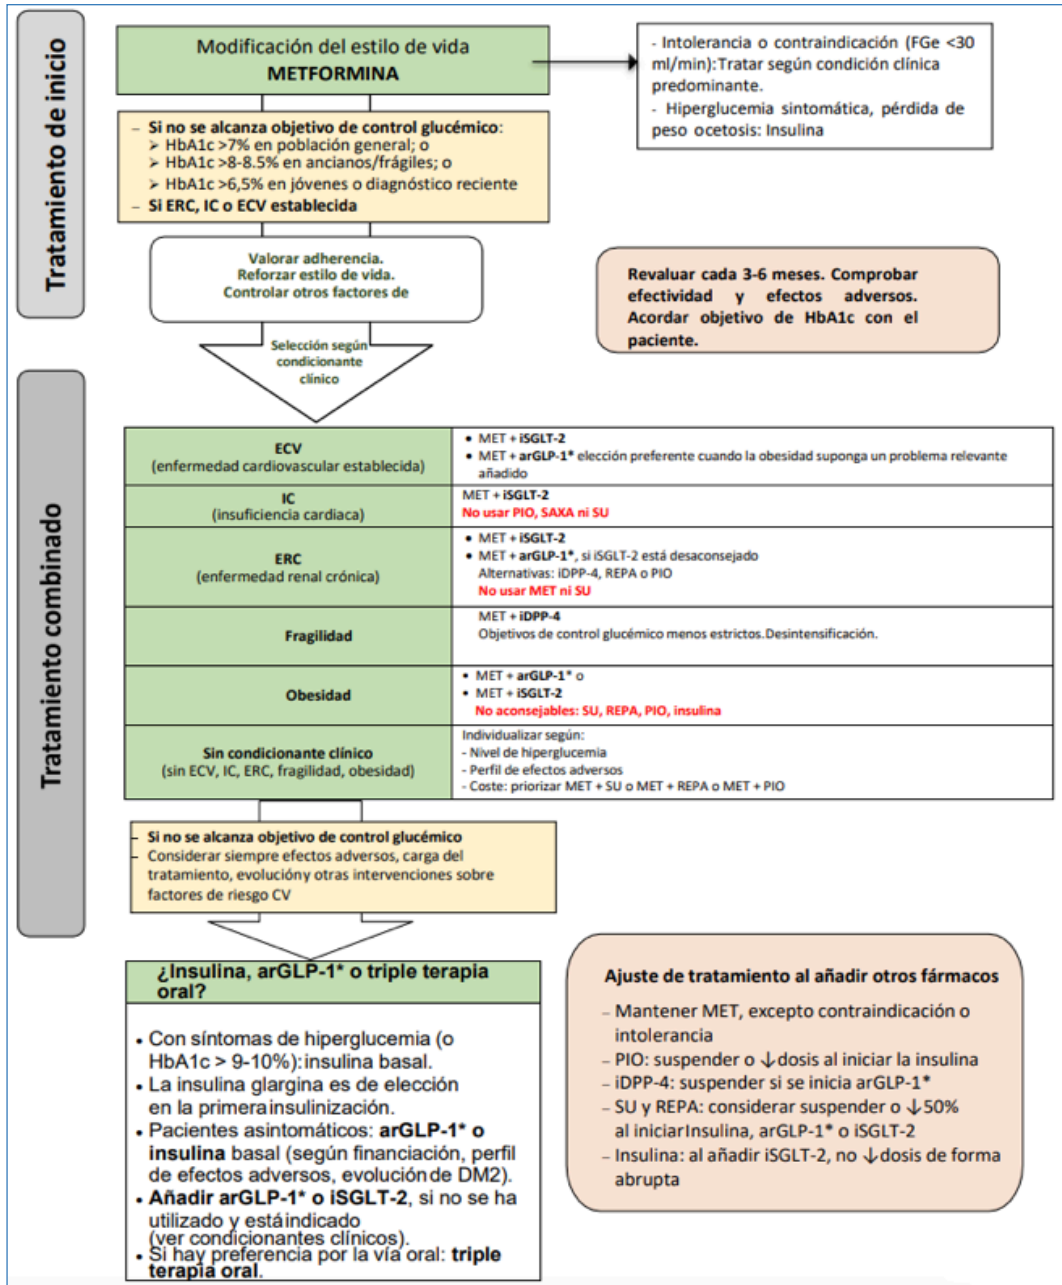 Tratamiento de inicio
Modificación del estilo de vida
METFORMINA
- Intolerancia o contraindicación (FGe <30
ml/min):Tratar según condición clínica
predominante.
- Hiperglucemia sintomática, pérdida de
peso ocetosis: Insulina
– Si no se alcanza objetivo de control glucémico:
➢ HbA1c >7% en población general; o
➢ HbA1c >8-8.5% en ancianos/frágiles; o
➢ HbA1c >6,5% en jóvenes o diagnóstico reciente
– Si ERC, IC o ECV establecida
Valorar adherencia.
Reforzar estilo de vida.
Controlar otros factores de
Revaluar cada 3-6 meses. Comprobar
efectividad y efectos adversos.
Acordar objetivo de HbA1c con el
paciente.
Selección según
condicionante
clínico
Tratamiento combinado
ECV
(enfermedad cardiovascular establecida)
• MET + iSGLT-2
• MET + arGLP-1* elección preferente cuando la obesidad suponga un problema relevante
añadido
IC
(insuficiencia cardiaca)
MET + iSGLT-2
No usar PIO, SAXA ni SU
ERC
(enfermedad renal crónica)
• MET + iSGLT-2
• MET + arGLP-1*, si iSGLT-2 está desaconsejado
Alternativas: iDPP-4, REPA o PIO
No usar MET ni SU
Fragilidad
MET + iDPP-4
Objetivos de control glucémico menos estrictos.Desintensificación.
Obesidad
• MET + arGLP-1* o
• MET + iSGLT-2
No aconsejables: SU, REPA, PIO, insulina
Sin condicionante clínico
(sin ECV, IC, ERC, fragilidad, obesidad)
Individualizar según:
- Nivel de hiperglucemia
- Perfil de efectos adversos
- Coste: priorizar MET + SU o MET + REPA o MET + PIO
– Si no se alcanza objetivo de control glucémico
– Considerar siempre efectos adversos, carga del
tratamiento, evolucióny otras intervenciones sobre
factores de riesgo CV
¿Insulina, arGLP-1* o triple terapia
oral?
• Con síntomas de hiperglucemia (o
HbA1c > 9-10%): insulina basal.
• La insulina glargina es de elección
en la primera insulinización.
• Pacientes asintomáticos: arGLP-1* o
insulina basal (según financiación, perfil
de efectos adversos, evolución de DM2).
• Añadir arGLP-1* o iSGLT-2, si no se ha
utilizado y está indicado
(ver condicionantes clínicos).
• Si hay preferencia por la vía oral: triple
terapia oral.
Ajuste de tratamiento al añadir otros fármacos
– Mantener MET, excepto contraindicación o
intolerancia
– PIO: suspender o ↓dosis al iniciar la insulina
– iDPP-4: suspender si se inicia arGLP-1*
– SU y REPA: considerar suspender o ↓50%
al iniciarInsulina, arGLP-1* o iSGLT-2
– Insulina: al añadir iSGLT-2, no ↓dosis de forma
abrupta